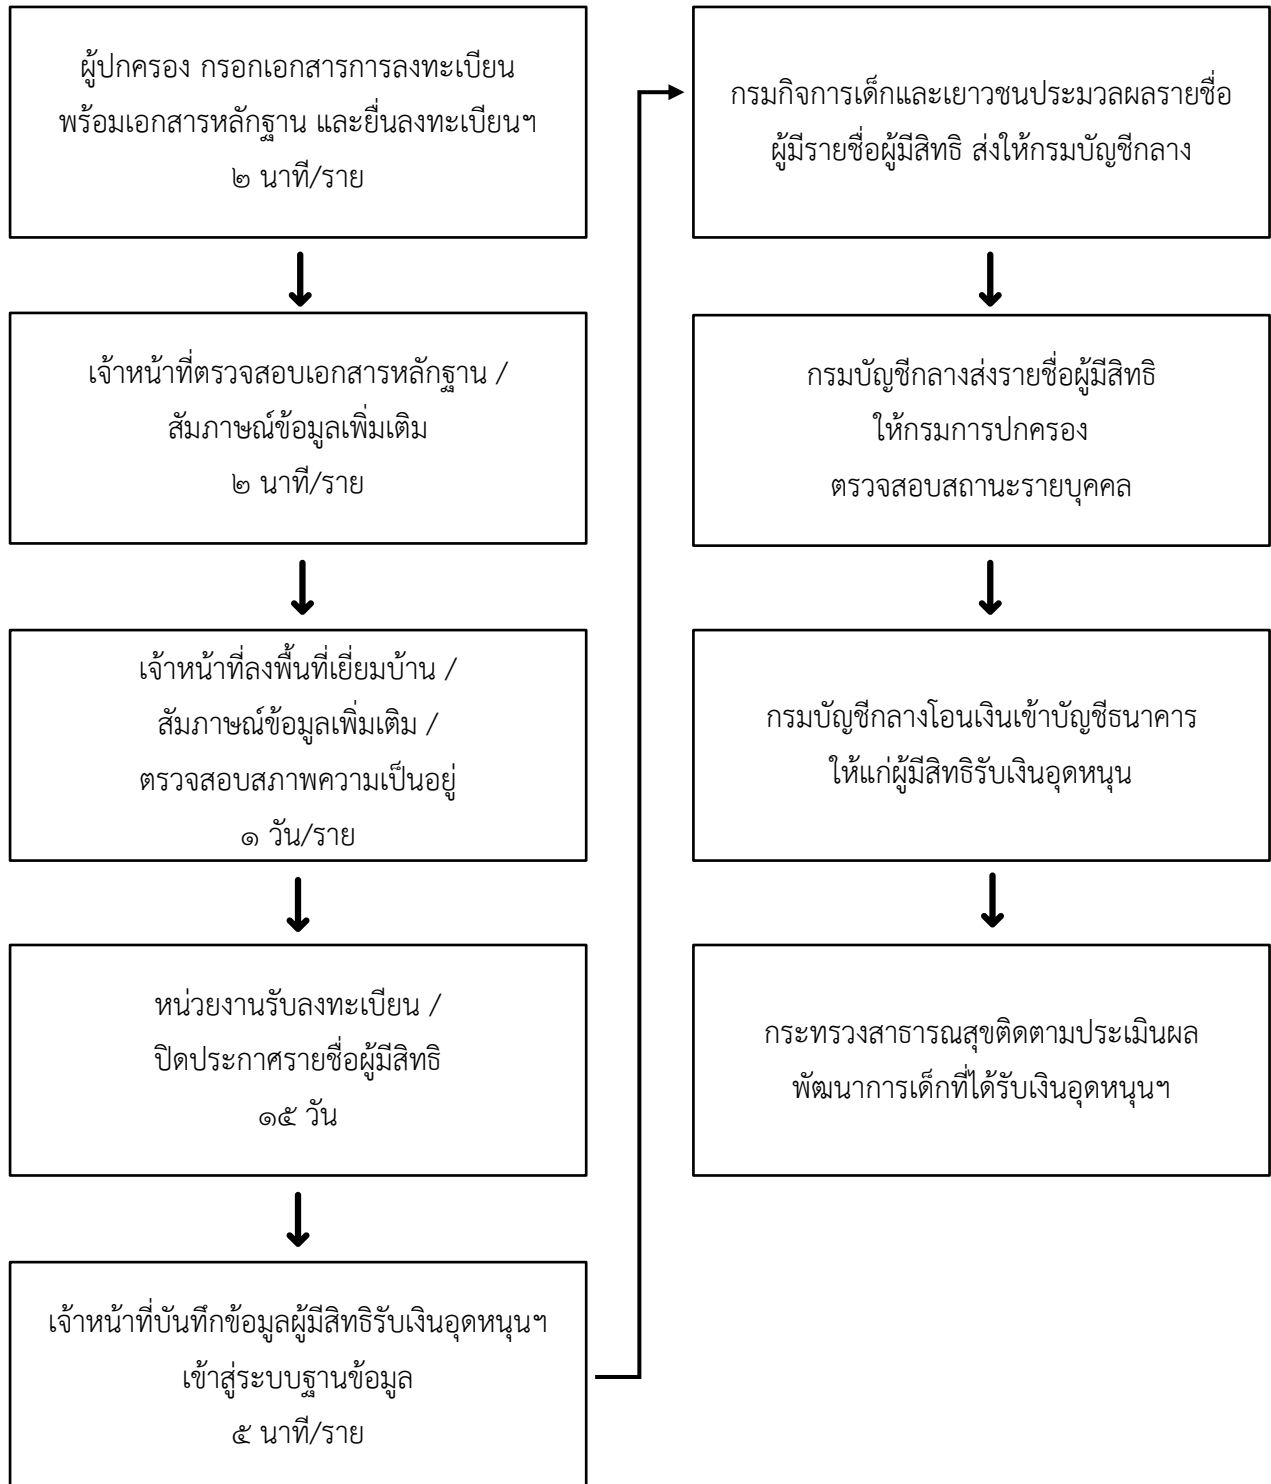 ผู้ปกครอง กรอกเอกสารการลงทะเบียน
พร้อมเอกสารหลักฐาน และยื่นลงทะเบียนฯ
๒ นาที/ราย
เจ้าหน้าที่ตรวจสอบเอกสารหลักฐาน /
สัมภาษณ์ข้อมูลเพิ่มเติม
๒ นาที/ราย
เจ้าหน้าที่ลงพื้นที่เยี่ยมบ้าน /
สัมภาษณ์ข้อมูลเพิ่มเติม /
ตรวจสอบสภาพความเป็นอยู่
๑ วัน/ราย
หน่วยงานรับลงทะเบียน /
ปิดประกาศรายชื่อผู้มีสิทธิ
๑๕ วัน
เจ้าหน้าที่บันทึกข้อมูลผู้มีสิทธิรับเงินอุดหนุนฯ
เข้าสู่ระบบฐานข้อมูล
๕ นาที/ราย
กรมกิจการเด็กและเยาวชนประมวลผลรายชื่อ
ผู้มีรายชื่อผู้มีสิทธิ ส่งให้กรมบัญชีกลาง
กรมบัญชีกลางส่งรายชื่อผู้มีสิทธิ
ให้กรมการปกครอง
ตรวจสอบสถานะรายบุคคล
กรมบัญชีกลางโอนเงินเข้าบัญชีธนาคาร
ให้แก่ผู้มีสิทธิรับเงินอุดหนุน
กระทรวงสาธารณสุขติดตามประเมินผล
พัฒนาการเด็กที่ได้รับเงินอุดหนุนฯ